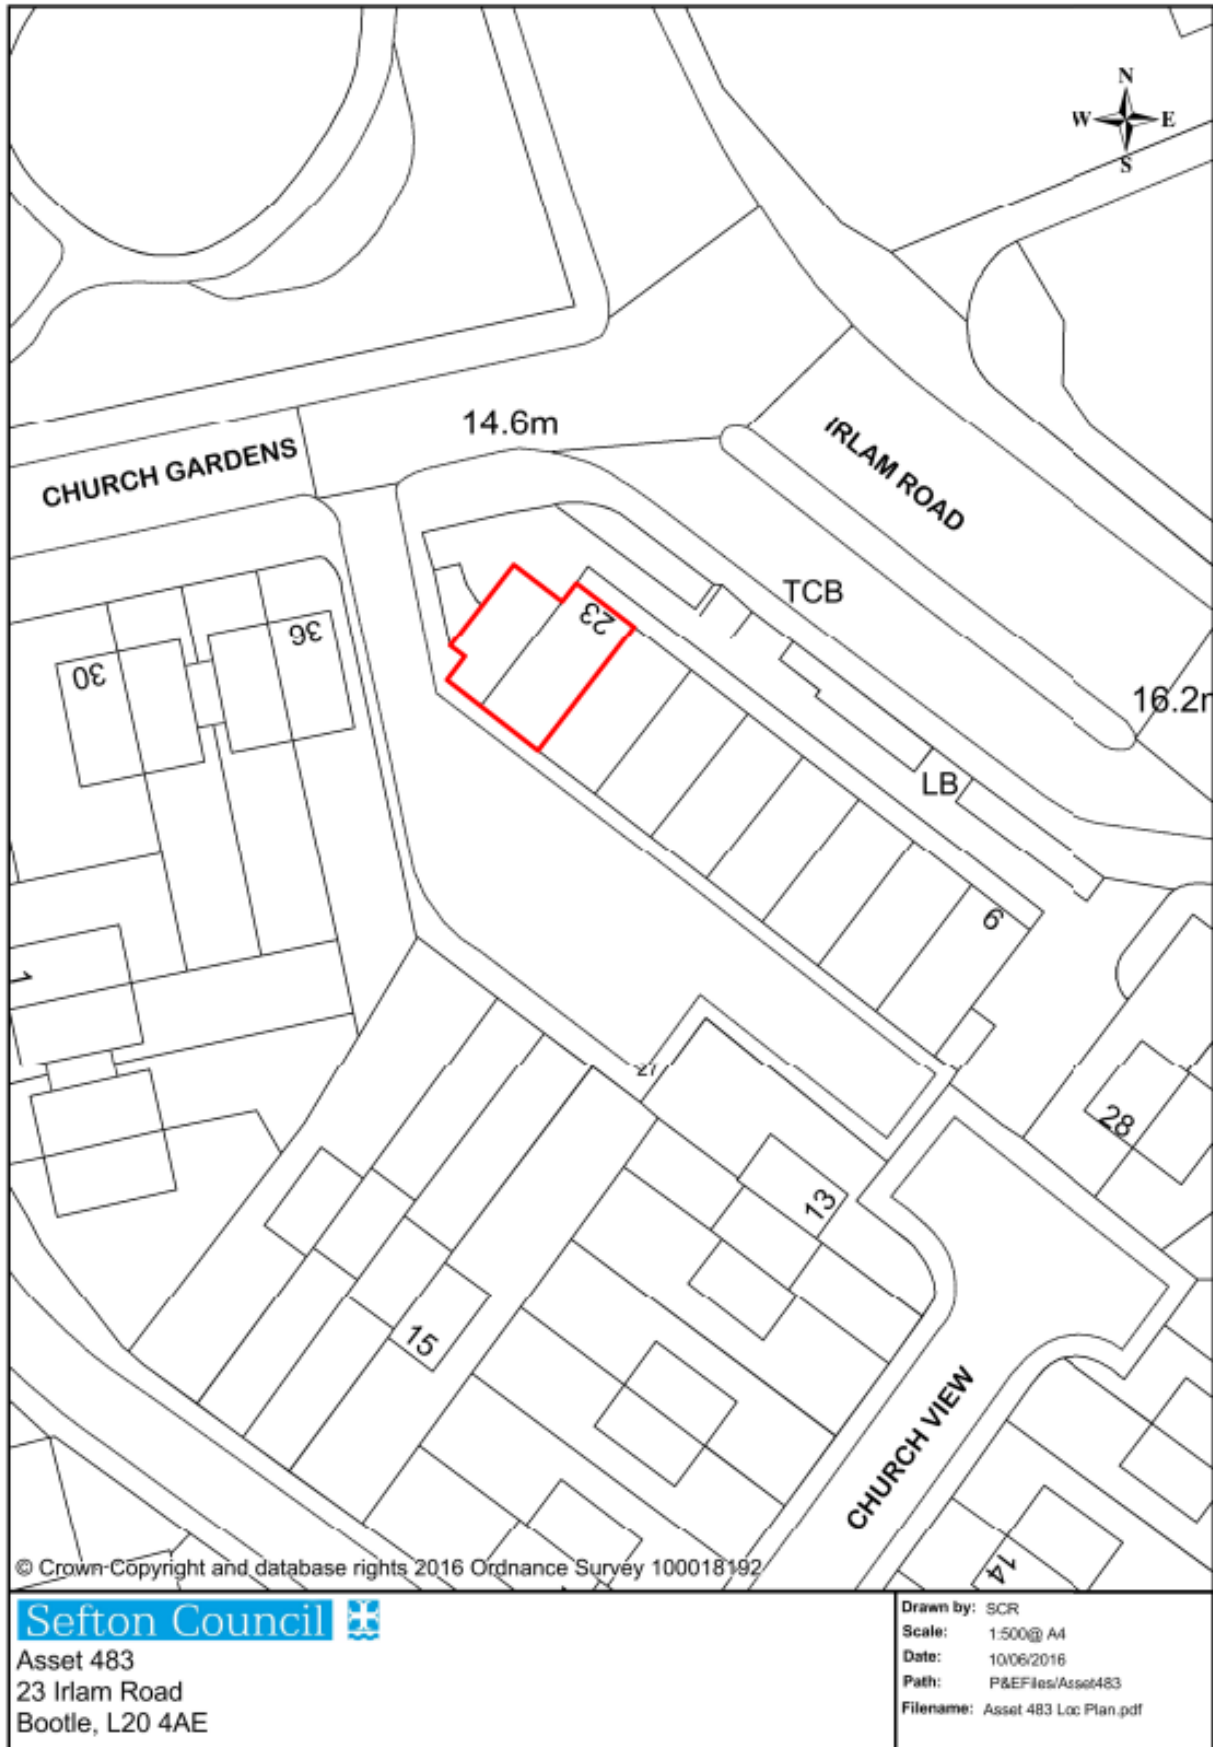 N
W E
S
14.6m
CHURCH GARDENS
IRLAM ROAD
TCB
23
36
30
16.2m
LB
9
1
27
28
13
15
CHURCH VIEW
14
© Crown Copyright and database rights 2016 Ordnance Survey 100018192
Sefton Council
Asset 483
23 Irlam Road
Bootle, L20 4AE
Drawn by: SCR
Scale: 1:500@ A4
Date: 10/06/2016
Path: P&EFiles/Asset483
Filename: Asset 483 Loc Plan.pdf